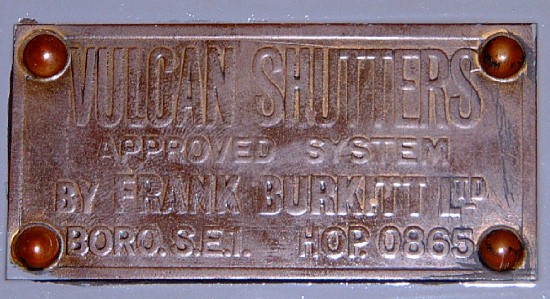 VULCAN SHUTTERS
APPROVED SYSTEM
BY FRANK BURKITT LTD
BORO. S.E.1. HOP. 0865